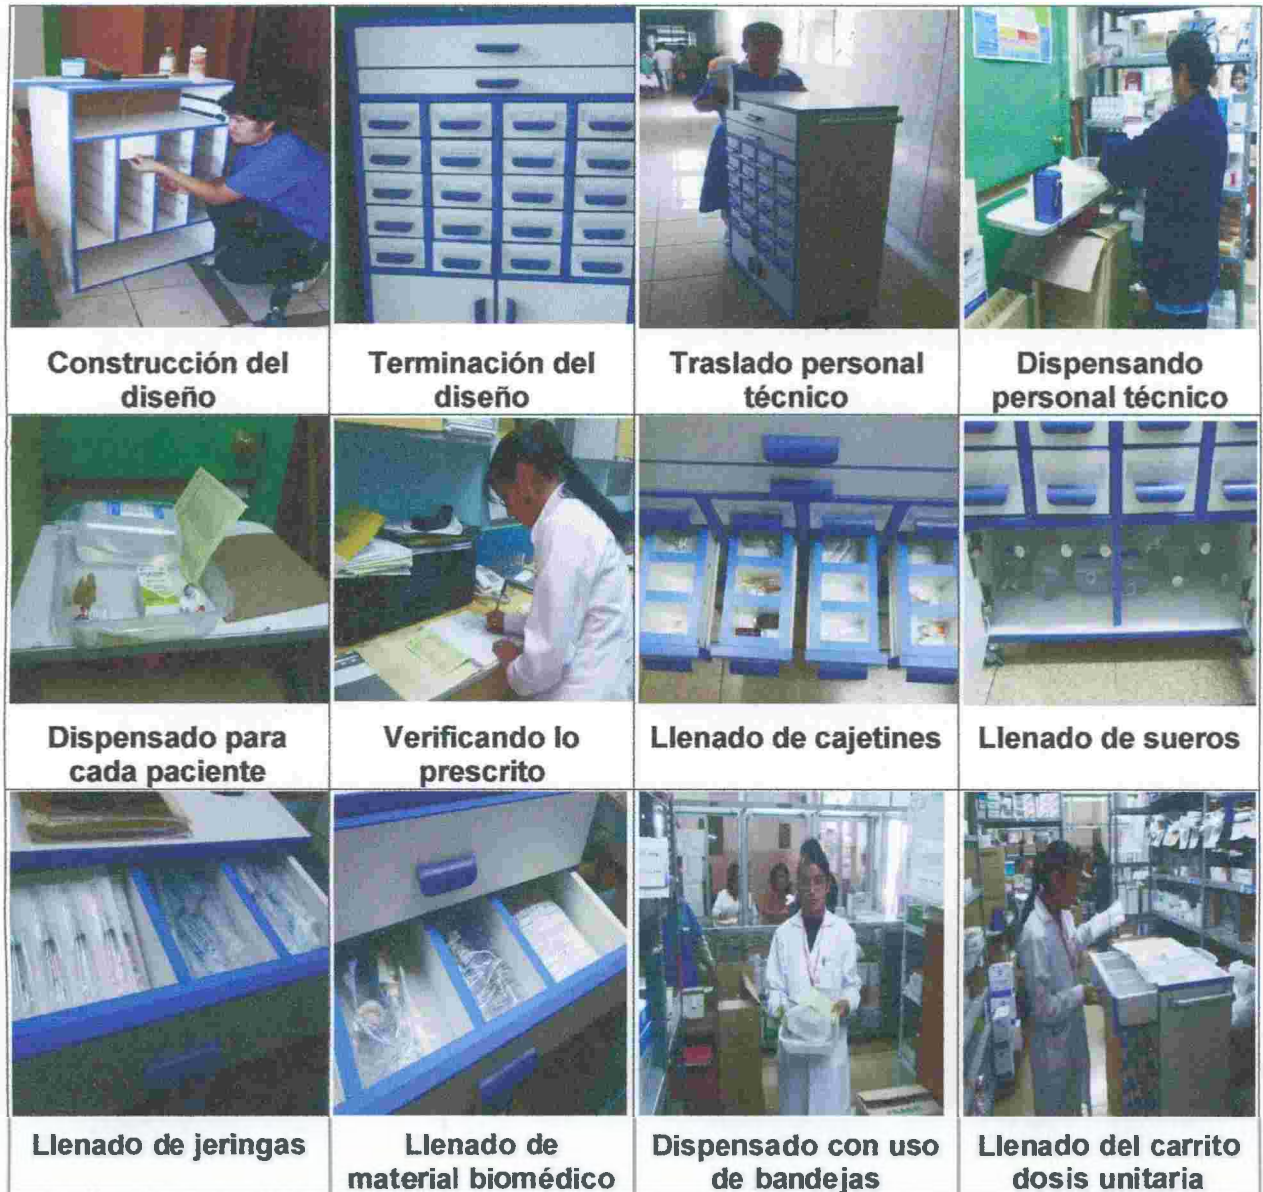 Construcción del
diseño
Terminación del
diseño
Traslado personal
técnico
Dispensando
personal técnico
Dispensado para
cada paciente
Verificando lo
prescrito
Llenado de cajetines
Llenado de sueros
Llenado de jeringas
Llenado de
material biomédico
Dispensado con uso
de bandejas
Llenado del carrito
dosis unitaria